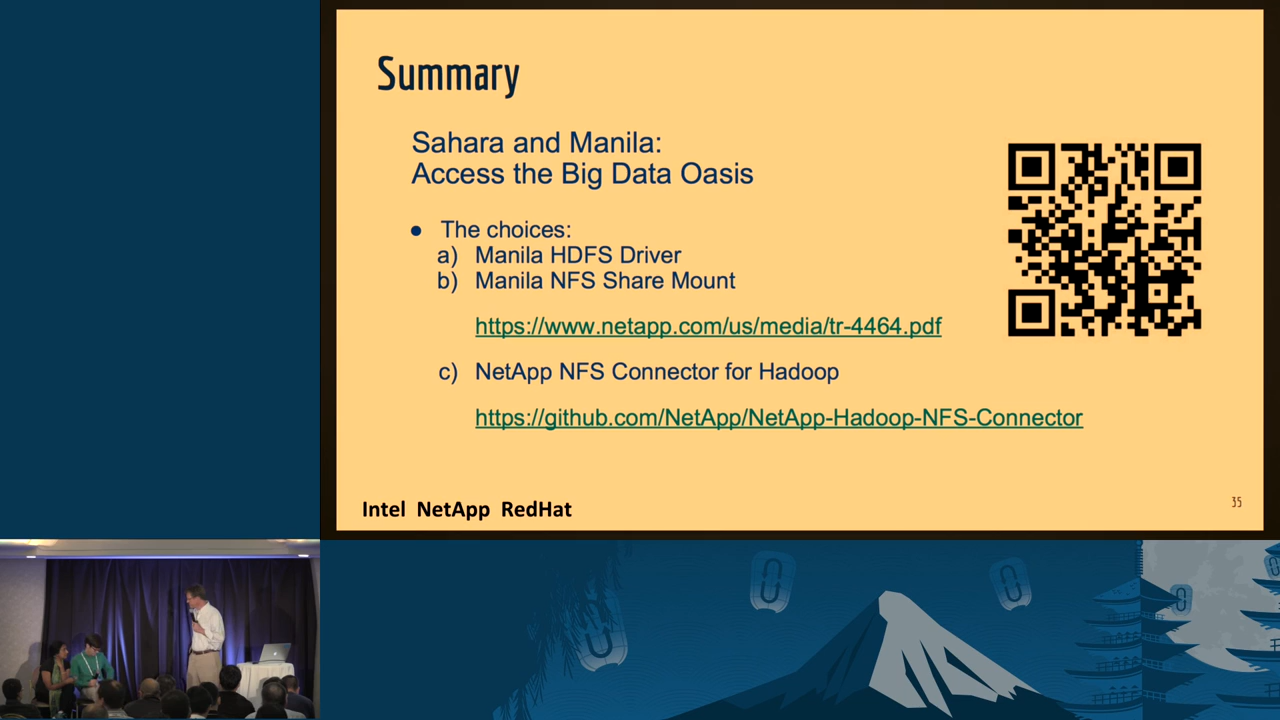 Summary
Sahara and Manila:
Access the Big Data Oasis
● The choices:
a) Manila HDFS Driver
b) Manila NFS Share Mount
https://www.netapp.com/us/media/tr-4464.pdf
c) NetApp NFS Connector for Hadoop
https://github.com/NetApp/NetApp-Hadoop-NFS-Connector
Intel NetApp RedHat
35